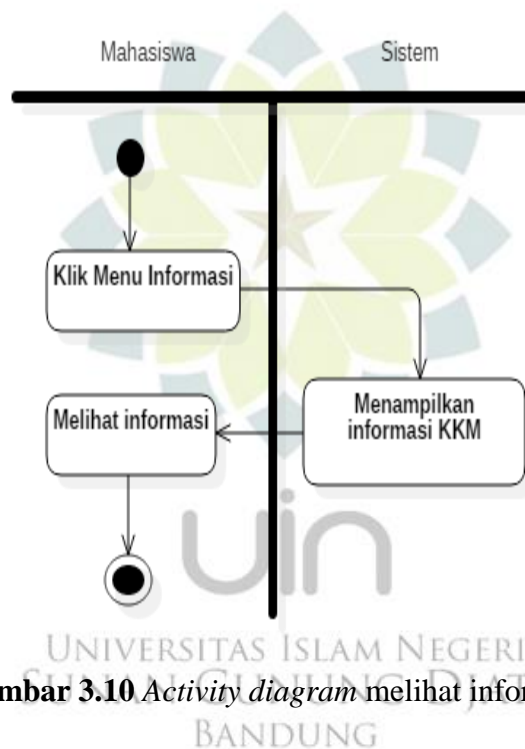 Mahasiswa Sistem
Klik Menu Informasi
Menampilkan
informasi KKM
Melihat informasi
uin
UNIVERSITAS ISLAM NEGERI
mbar 3.10 Activity diagram melihat infor
BANDUNG